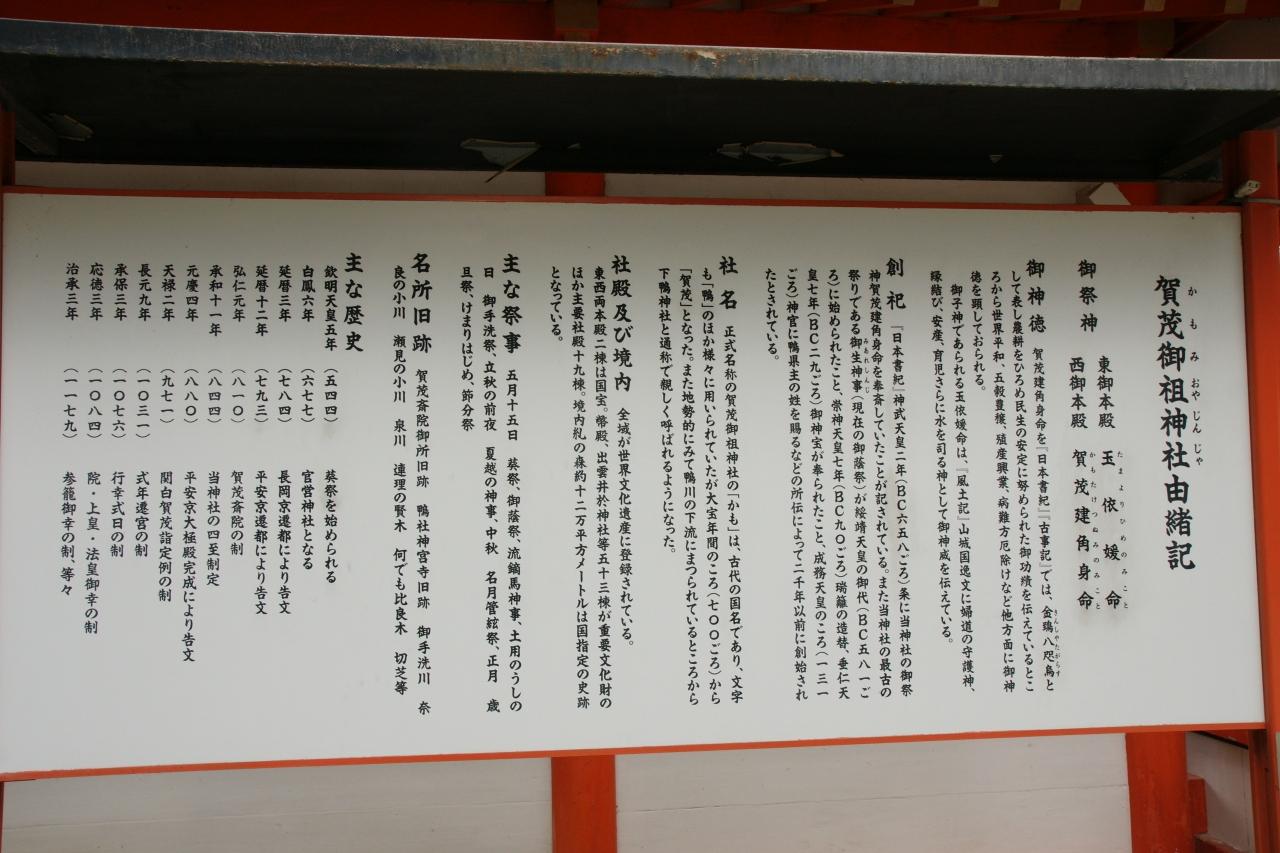 賀茂御祖神社由緒記
かもみおやじんじゃ
御祭神
東御本殿 玉依媛命
たまよりひめのみこと
西御本殿 賀茂建角身命
かもたけつぬみのみこと
御神徳 賀茂建角身命を『日本書紀』『古事記』では、金鵄八咫烏と
きんしやたがらす
して表し農耕をひろめ民生の安定に努められた御功績を伝えているとこ
ろから世界平和、五穀豊穣、殖産興業、病難方厄除けなど他方面に御神
徳を顕しておられる。
御子神であられる玉依媛命は、『風土記』山城国逸文に婦道の守護神、
縁結び、安産、育児さらに水を司る神として御神威を伝えている。
創祀 『日本書紀』神武天皇二年(BC六五八ごろ)条に当神社の御祭
神賀茂建角身命を奉斎していたことが記されている。また当神社の最古の
祭りである御生神事(現在の御蔭祭)が綏靖天皇の御代(BC五八一ご
みあれしんじ
ろ)に始められたこと、崇神天皇七年(BC九〇ごろ)瑞籬の造替、垂仁天
皇七年(BC二九ごろ)御神宝が奉られたこと、成務天皇のころ(一三一
ごろ)神官に鴨県主の姓を賜るなどの所伝によって二千年以前に創始され
たとされている。
社名 正式名称の賀茂御祖神社の「かも」は、古代の国名であり、文字
も「鴨」のほか様々に用いられていたが大宝年間のころ(七〇〇ごろ)から
「賀茂」となった。また地勢的にみて鴨川の下流にまつられているところから
下鴨神社と通称で親しく呼ばれるようになった。
社殿及び境内 全域が世界文化遺産に登録されている。
東西両本殿二棟は国宝。幣殿、出雲井於神社等五十三棟が重要文化財の
ほか主要社殿十九棟。境内糺の森約十二万平方メートルは国指定の史跡
となっている。
主な祭事 五月十五日 葵祭、御蔭祭、流鏑馬神事、土用のうしの
日 御手洗祭、立秋の前夜 夏越の神事、中秋 名月管絃祭、正月 歳
旦祭、けまりはじめ、節分祭
名所旧跡 賀茂斎院御所旧跡 鴨社神宮寺旧跡 御手洗川 奈
良の小川 瀬見の小川 泉川 連理の賢木 何でも比良木 切芝等
主な歴史
欽明天皇五年 (五四四) 葵祭を始められる
白鳳六年 (六七七) 官営神社となる
延暦三年 (七八四) 長岡京遷都により告文
延暦十二年 (七九三) 平安京遷都により告文
弘仁元年 (八一〇) 賀茂斎院の制
承和十一年 (八四四) 当神社の四至制定
元慶四年 (八八〇) 平安京大極殿完成により告文
天禄二年 (九七一) 関白賀茂詣定例の制
長元九年 (一〇三一) 式年遷宮の制
承保三年 (一〇七六) 行幸式日の制
応徳三年 (一〇八四) 院・上皇・法皇御幸の制
治承三年 (一一七九) 参籠御幸の制、等々